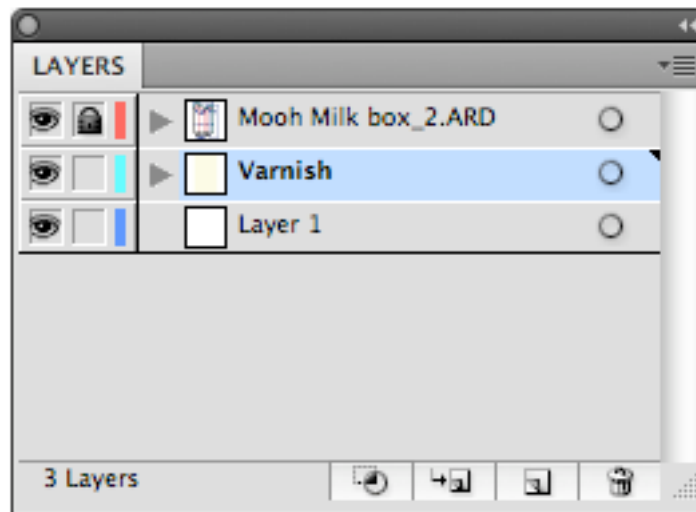 LAYERS
Mooh Milk box_2.ARD
Varnish
Layer 1
3 Layers